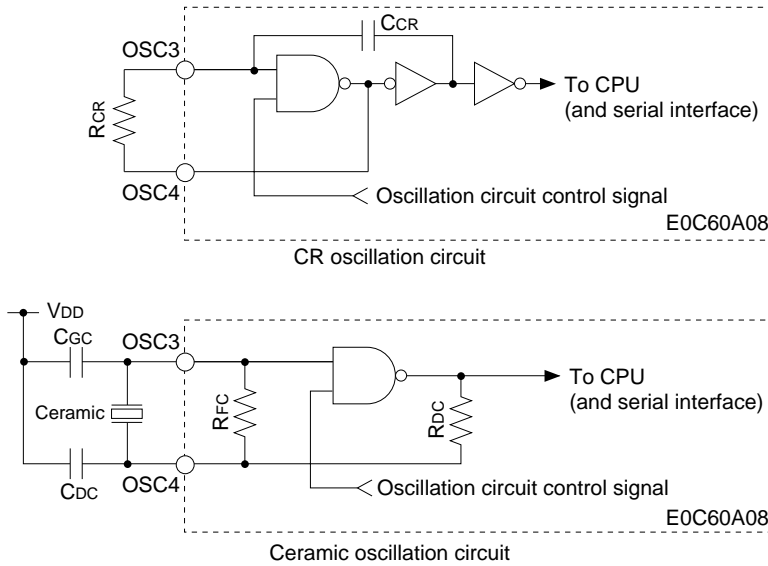 CCR
OSC3
To CPU
(and serial interface)
RCR
OSC4
Oscillation circuit control signal
E0C60A08
CR oscillation circuit
VDD
CGC
OSC3
To CPU
(and serial interface)
Ceramic
RFC
RDC
CDC
OSC4
Oscillation circuit control signal
E0C60A08
Ceramic oscillation circuit